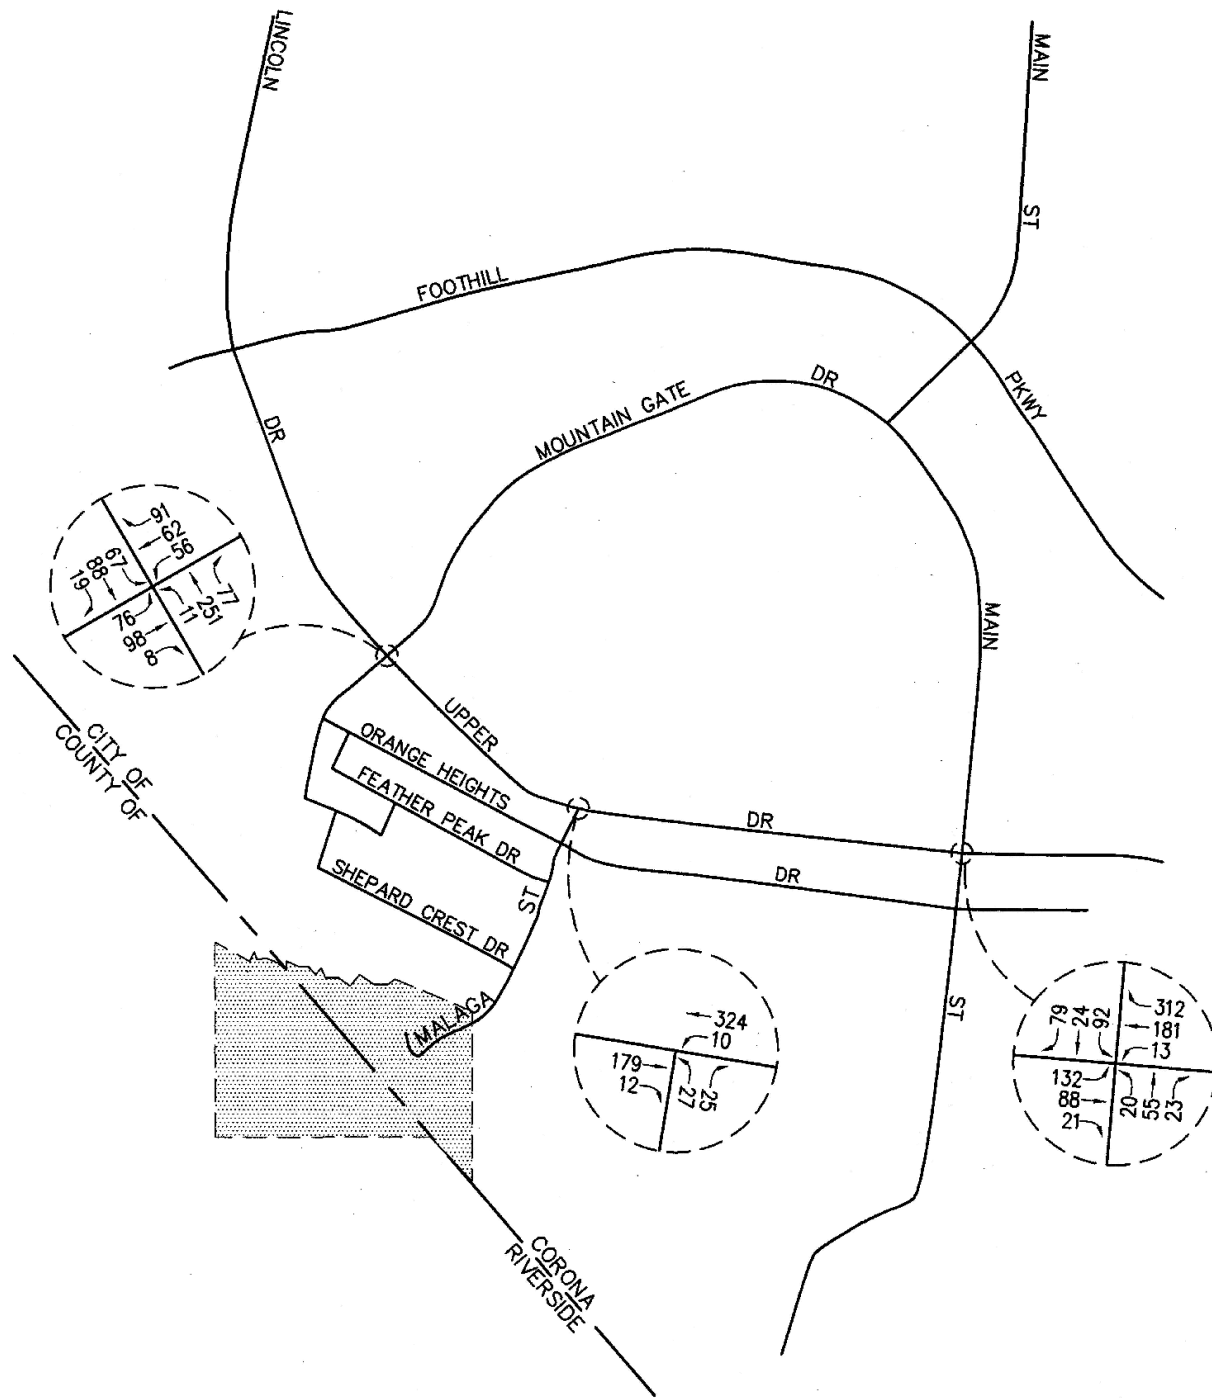 LINCOLN
MAIN
ST
FOOTHILL
PKWY
DR
MOUNTAIN GATE
DR
91
62
56
67
88
19
77
251
11
76
98
8
MAIN
UPPER
DR
ORANGE HEIGHTS
DR
FEATHER PEAK DR
SHEPARD CREST DR
ST
MALAGA
CITY OF
COUNTY OF
CORONA
RIVERSIDE
324
10
179
12
27
25
ST
79
24
92
312
181
13
132
88
21
20
55
23